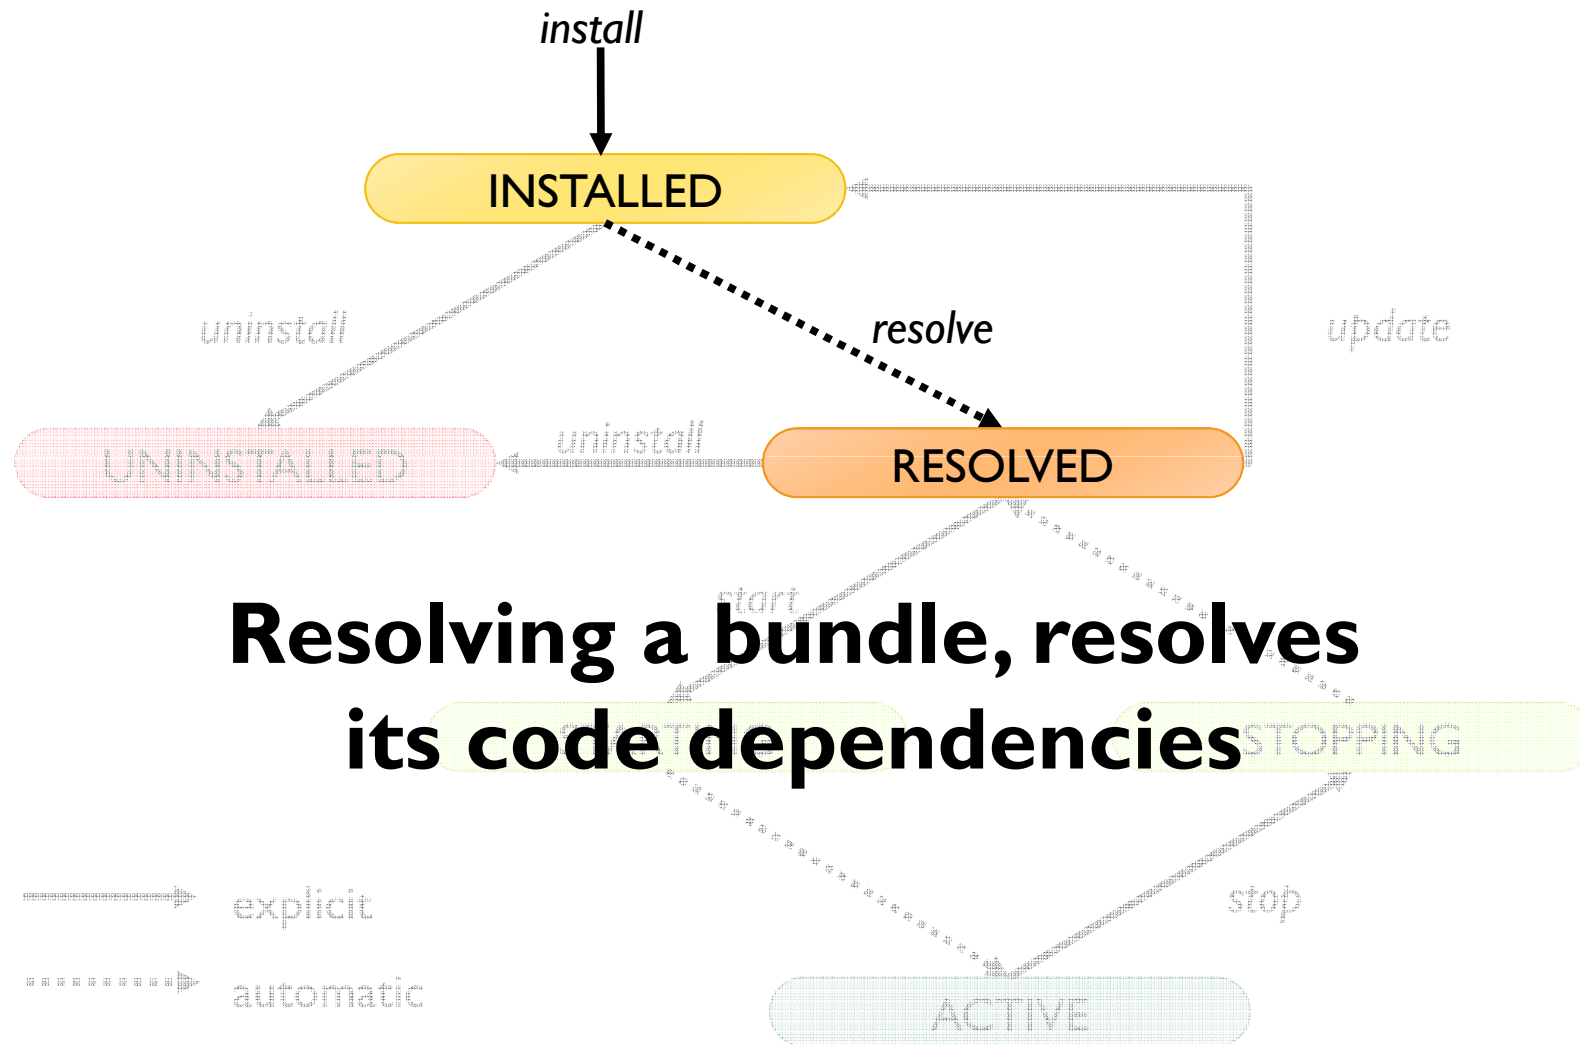 install
INSTALLED
uninstall
resolve
update
UNINSTALLED
uninstall
RESOLVED
start
Resolving a bundle, resolves
its code dependencies
STARTING
STOPPING
explicit
stop
automatic
ACTIVE